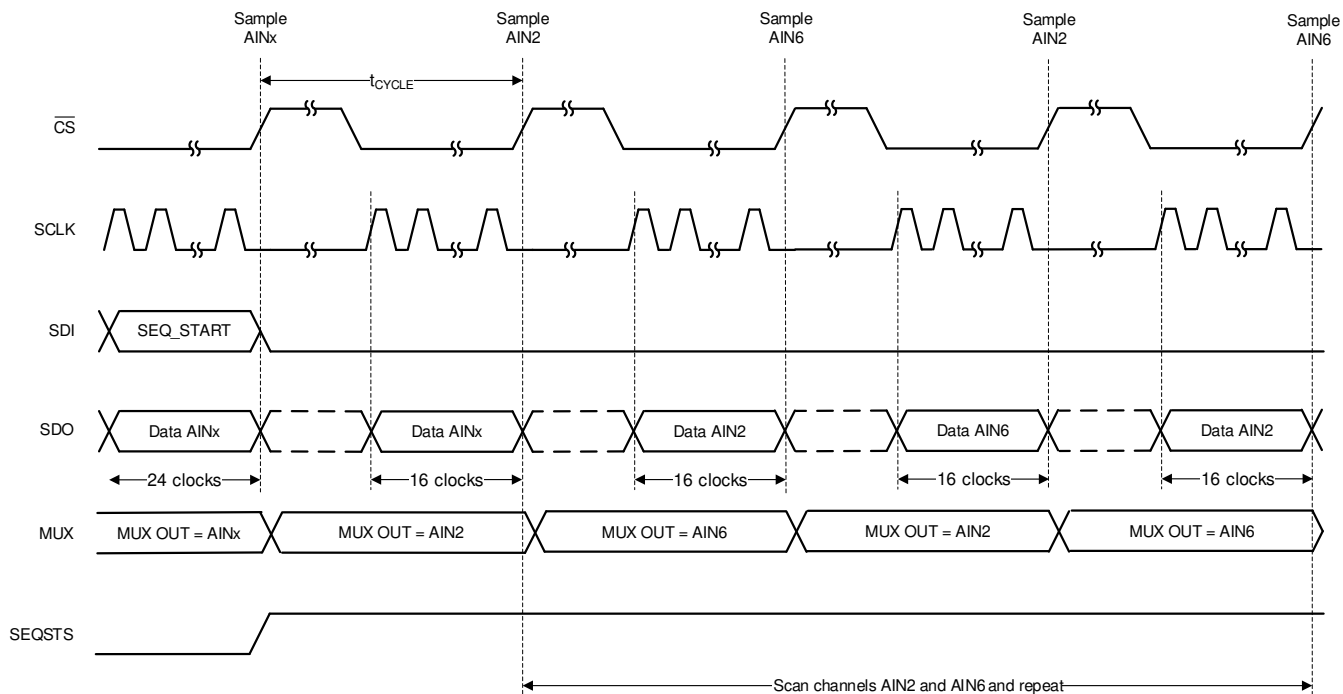 Sample
AINx
Sample
AIN2
Sample
AIN6
Sample
AIN2
Sample
AIN6
tCYCLE
CS
SCLK
SDI
SEQ_START
SDO
Data AINx
Data AINx
Data AIN2
Data AIN6
Data AIN2
24 clocks
16 clocks
16 clocks
16 clocks
16 clocks
MUX
MUX OUT = AINx
MUX OUT = AIN2
MUX OUT = AIN6
MUX OUT = AIN2
MUX OUT = AIN6
SEQSTS
Scan channels AIN2 and AIN6 and repeat